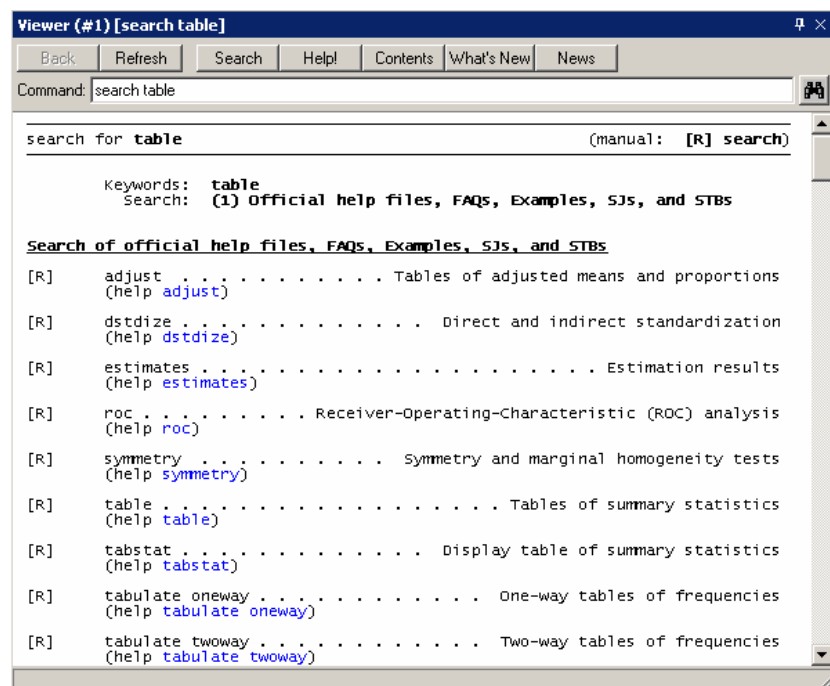 Viewer (#1) [search table]
Back Refresh Search Help! Contents What's New News
Command: search table
search for table (manual: [R] search)
Keywords: table
Search: (1) Official help files, FAQs, Examples, SJs, and STBs
Search of official help files, FAQs, Examples, SJs, and STBs
[R] adjust . . . . . . . . . . . . Tables of adjusted means and proportions
(help adjust)
[R] dstdize . . . . . . . . . . . . . Direct and indirect standardization
(help dstdize)
[R] estimates . . . . . . . . . . . . . . . . . . . . . . Estimation results
(help estimates)
[R] roc . . . . . . . . . Receiver-Operating-Characteristic (ROC) analysis
(help roc)
[R] symmetry . . . . . . . . . . . Symmetry and marginal homogeneity tests
(help symmetry)
[R] table . . . . . . . . . . . . . . . . . . Tables of summary statistics
(help table)
[R] tabstat . . . . . . . . . . . . . Display table of summary statistics
(help tabstat)
[R] tabulate oneway . . . . . . . . . . . . One-way tables of frequencies
(help tabulate oneway)
[R] tabulate twoway . . . . . . . . . . . . Two-way tables of frequencies
(help tabulate twoway)